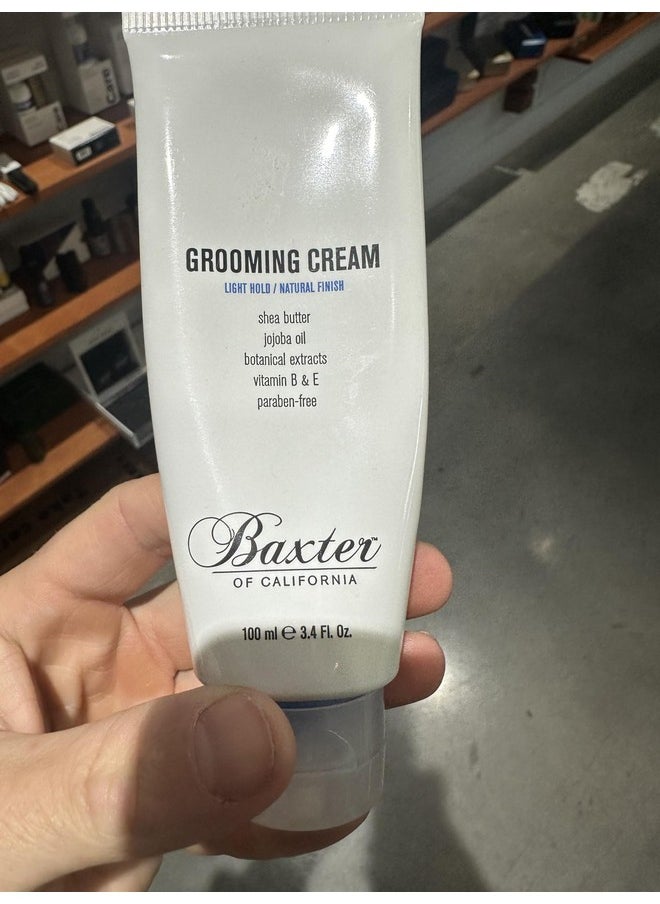 GROOMING CREAM
LIGHT HOLD / NATURAL FINISH
shea butter
jojoba oil
botanical extracts
vitamin B & E
paraben-free
Baxter™
OF CALIFORNIA
100 ml ℮ 3.4 Fl. Oz.